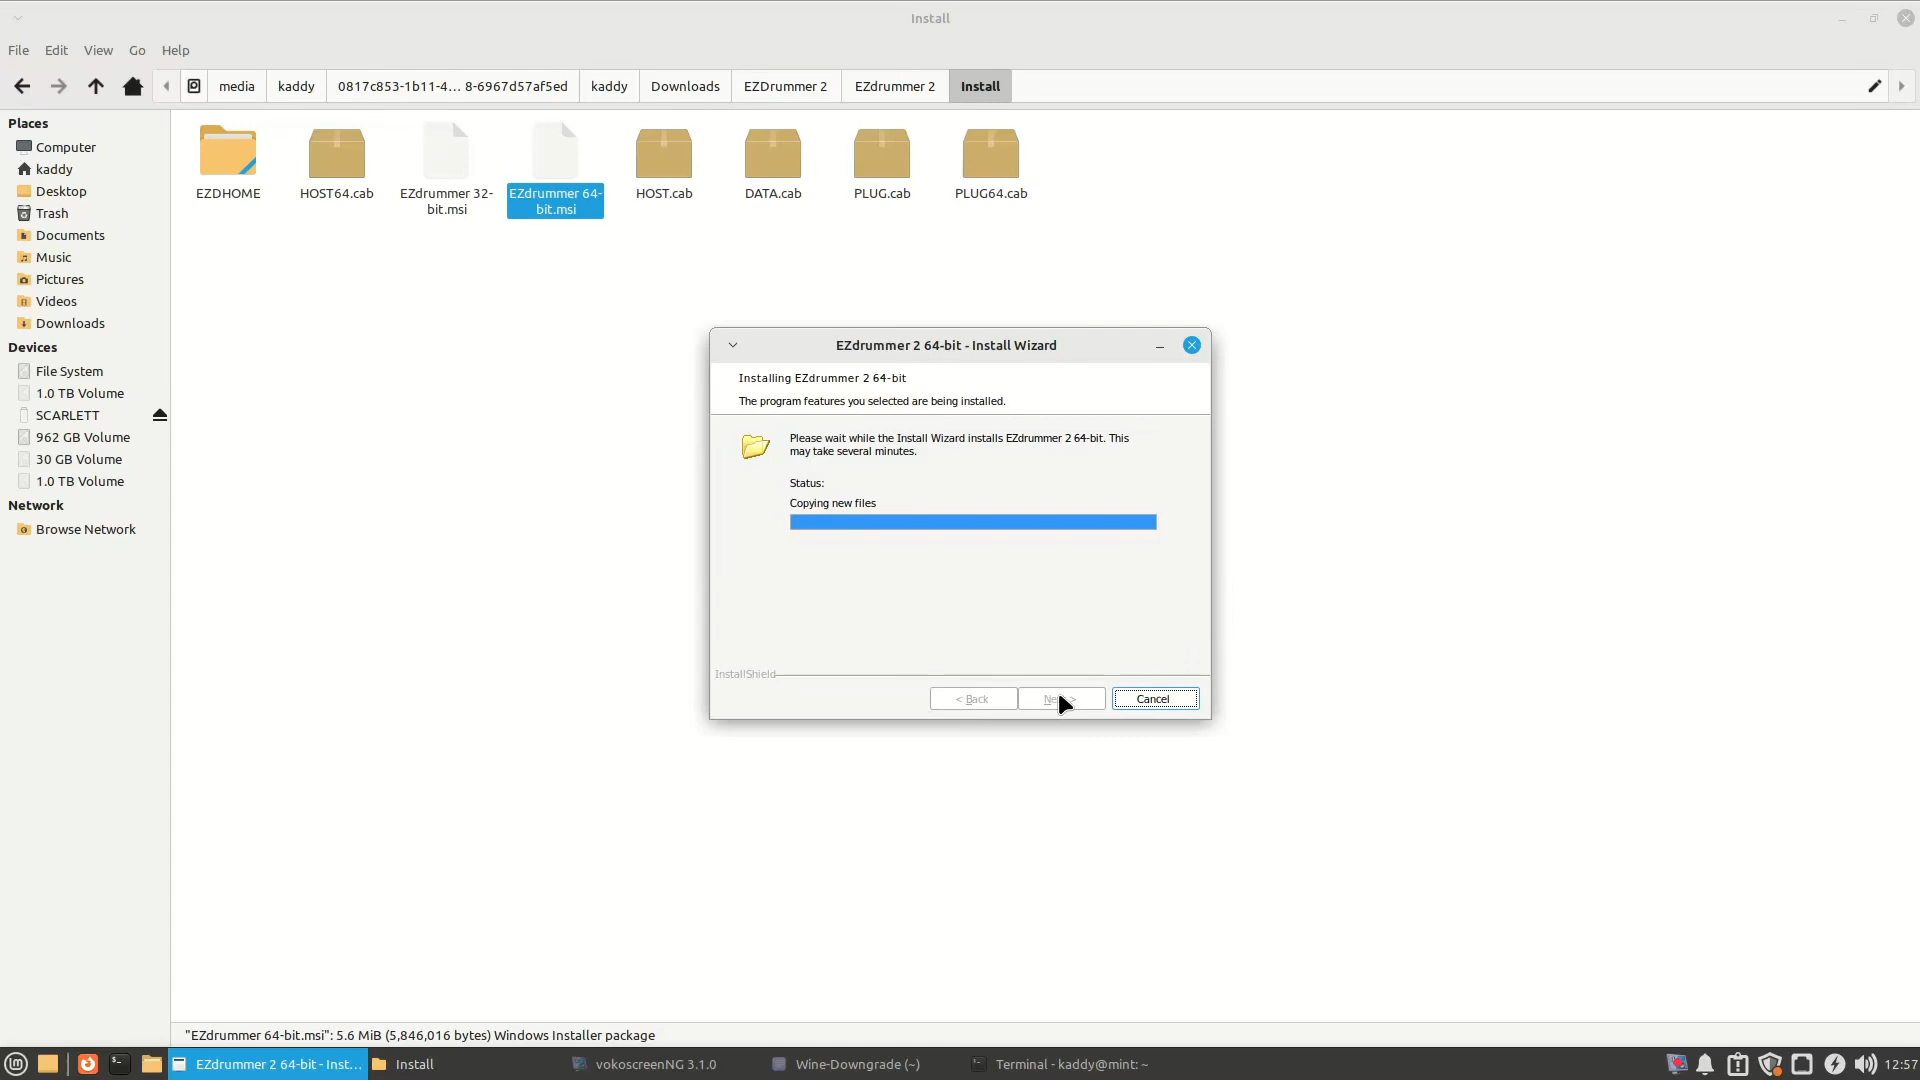 Install
File Edit View Go Help
media kaddy 0817c853-1b11-4… 8-6967d57af5ed kaddy Downloads EZDrummer 2 EZdrummer 2 Install
Places
Computer
kaddy
Desktop
Trash
Documents
Music
Pictures
Videos
Downloads
Devices
File System
1.0 TB Volume
SCARLETT
962 GB Volume
30 GB Volume
1.0 TB Volume
Network
Browse Network
EZDHOME
HOST64.cab
EZdrummer 32-
bit.msi
EZdrummer 64-
bit.msi
HOST.cab
DATA.cab
PLUG.cab
PLUG64.cab
EZdrummer 2 64-bit - Install Wizard
Installing EZdrummer 2 64-bit
The program features you selected are being installed.
Please wait while the Install Wizard installs EZdrummer 2 64-bit. This
may take several minutes.
Status:
Copying new files
InstallShield
< Back
Cancel
"EZdrummer 64-bit.msi": 5.6 MiB (5,846,016 bytes) Windows Installer package
EZdrummer 2 64-bit - Inst… Install vokoscreenNG 3.1.0 Wine-Downgrade (~) Terminal - kaddy@mint: ~ 12:57